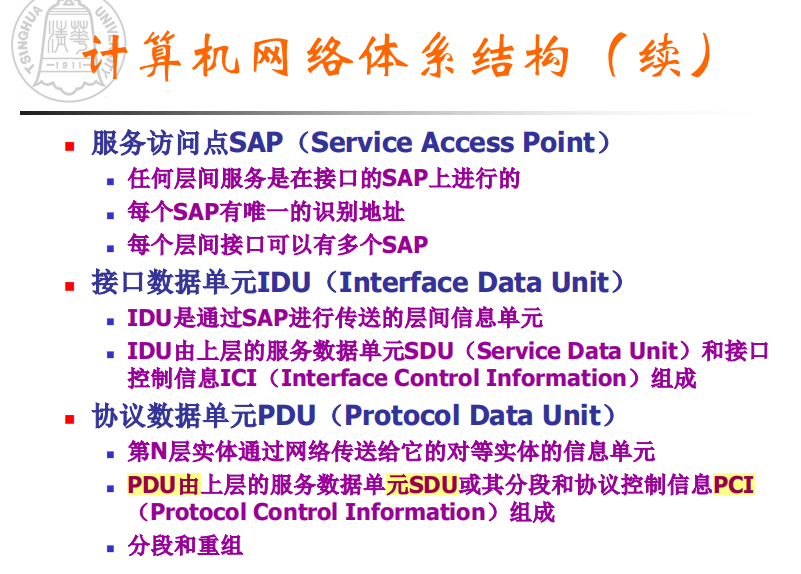 TSINGHUA UNIVERSITY
清華
-1911-
计算机网络体系结构（续）
服务访问点SAP（Service Access Point）
任何层间服务是在接口的SAP上进行的
每个SAP有唯一的识别地址
每个层间接口可以有多个SAP
接口数据单元IDU（Interface Data Unit）
IDU是通过SAP进行传送的层间信息单元
IDU由上层的服务数据单元SDU（Service Data Unit）和接口
控制信息ICI（Interface Control Information）组成
协议数据单元PDU（Protocol Data Unit）
第N层实体通过网络传送给它的对等实体的信息单元
PDU由上层的服务数据单元SDU或其分段和协议控制信息PCI
（Protocol Control Information）组成
分段和重组